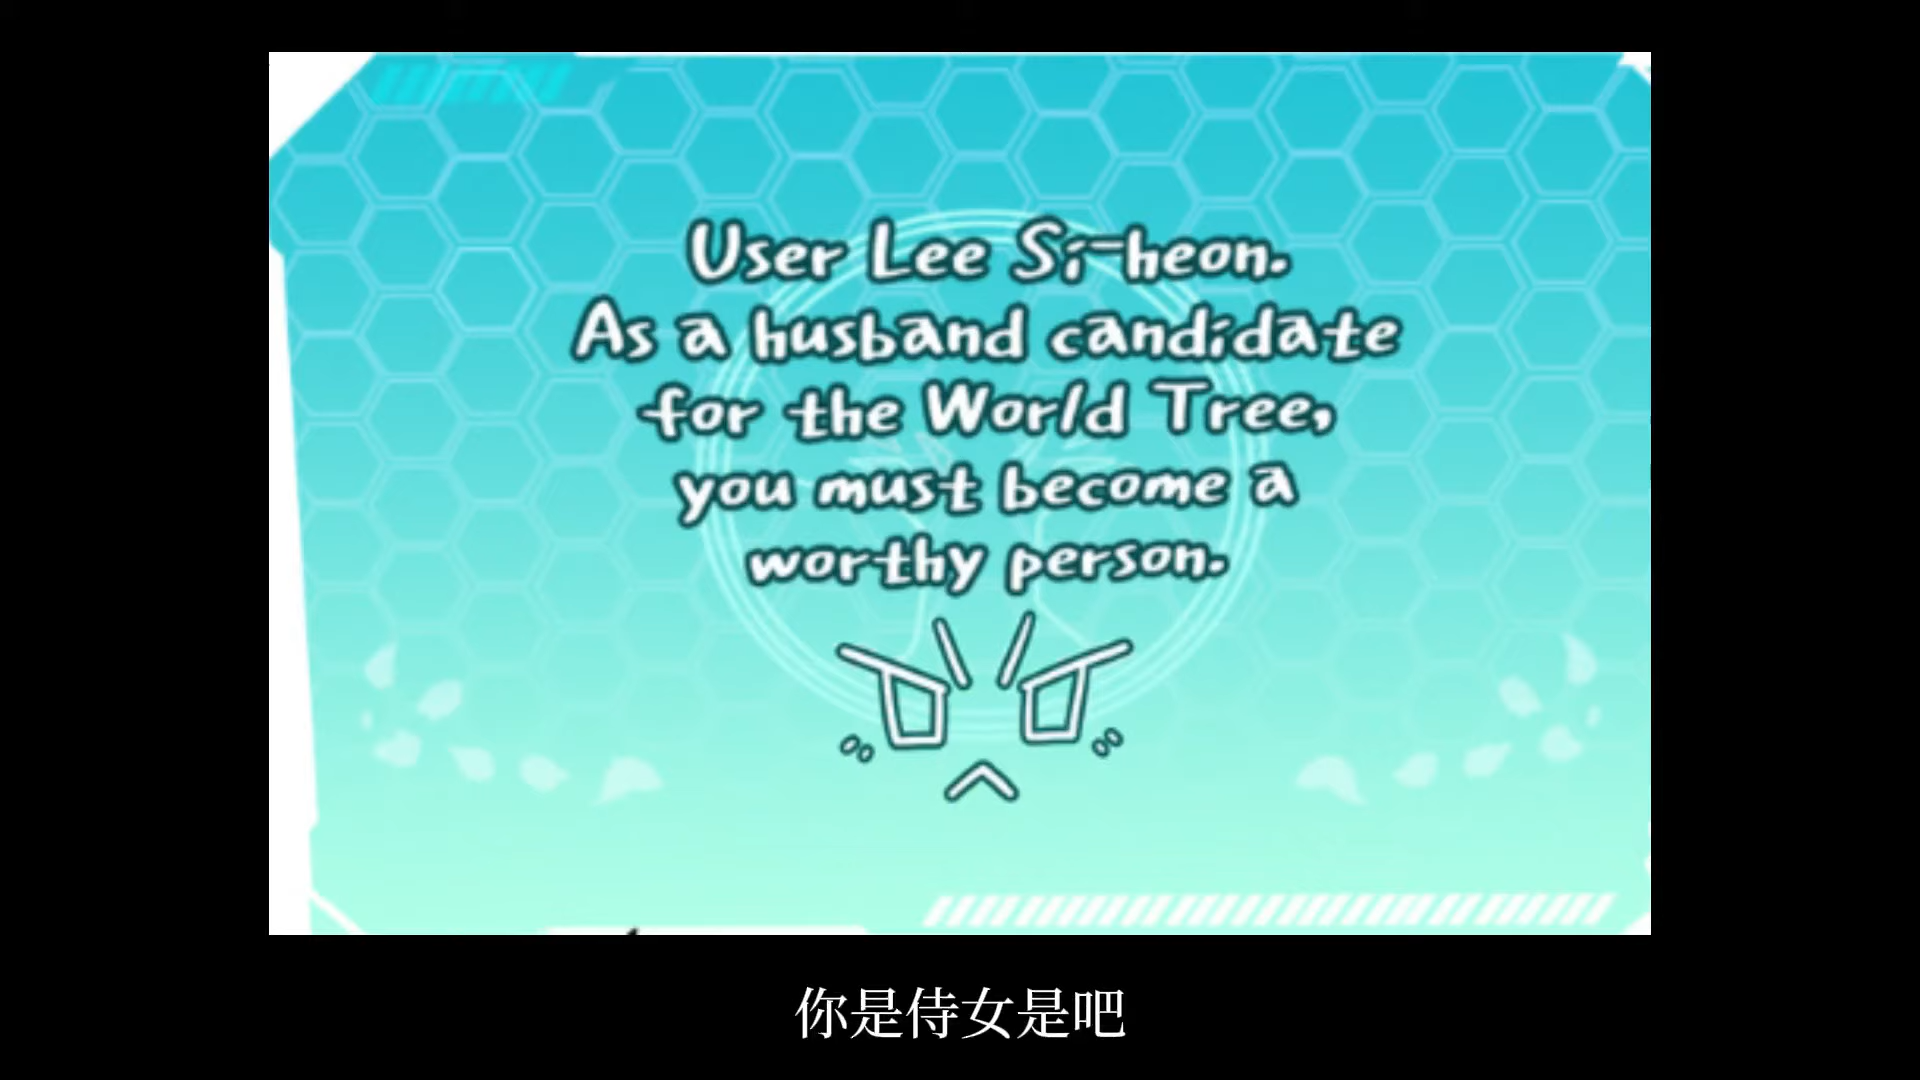 User Lee Si-heon.
As a husband candidate
for the World Tree,
you must become a
worthy person.
你是侍女是吧